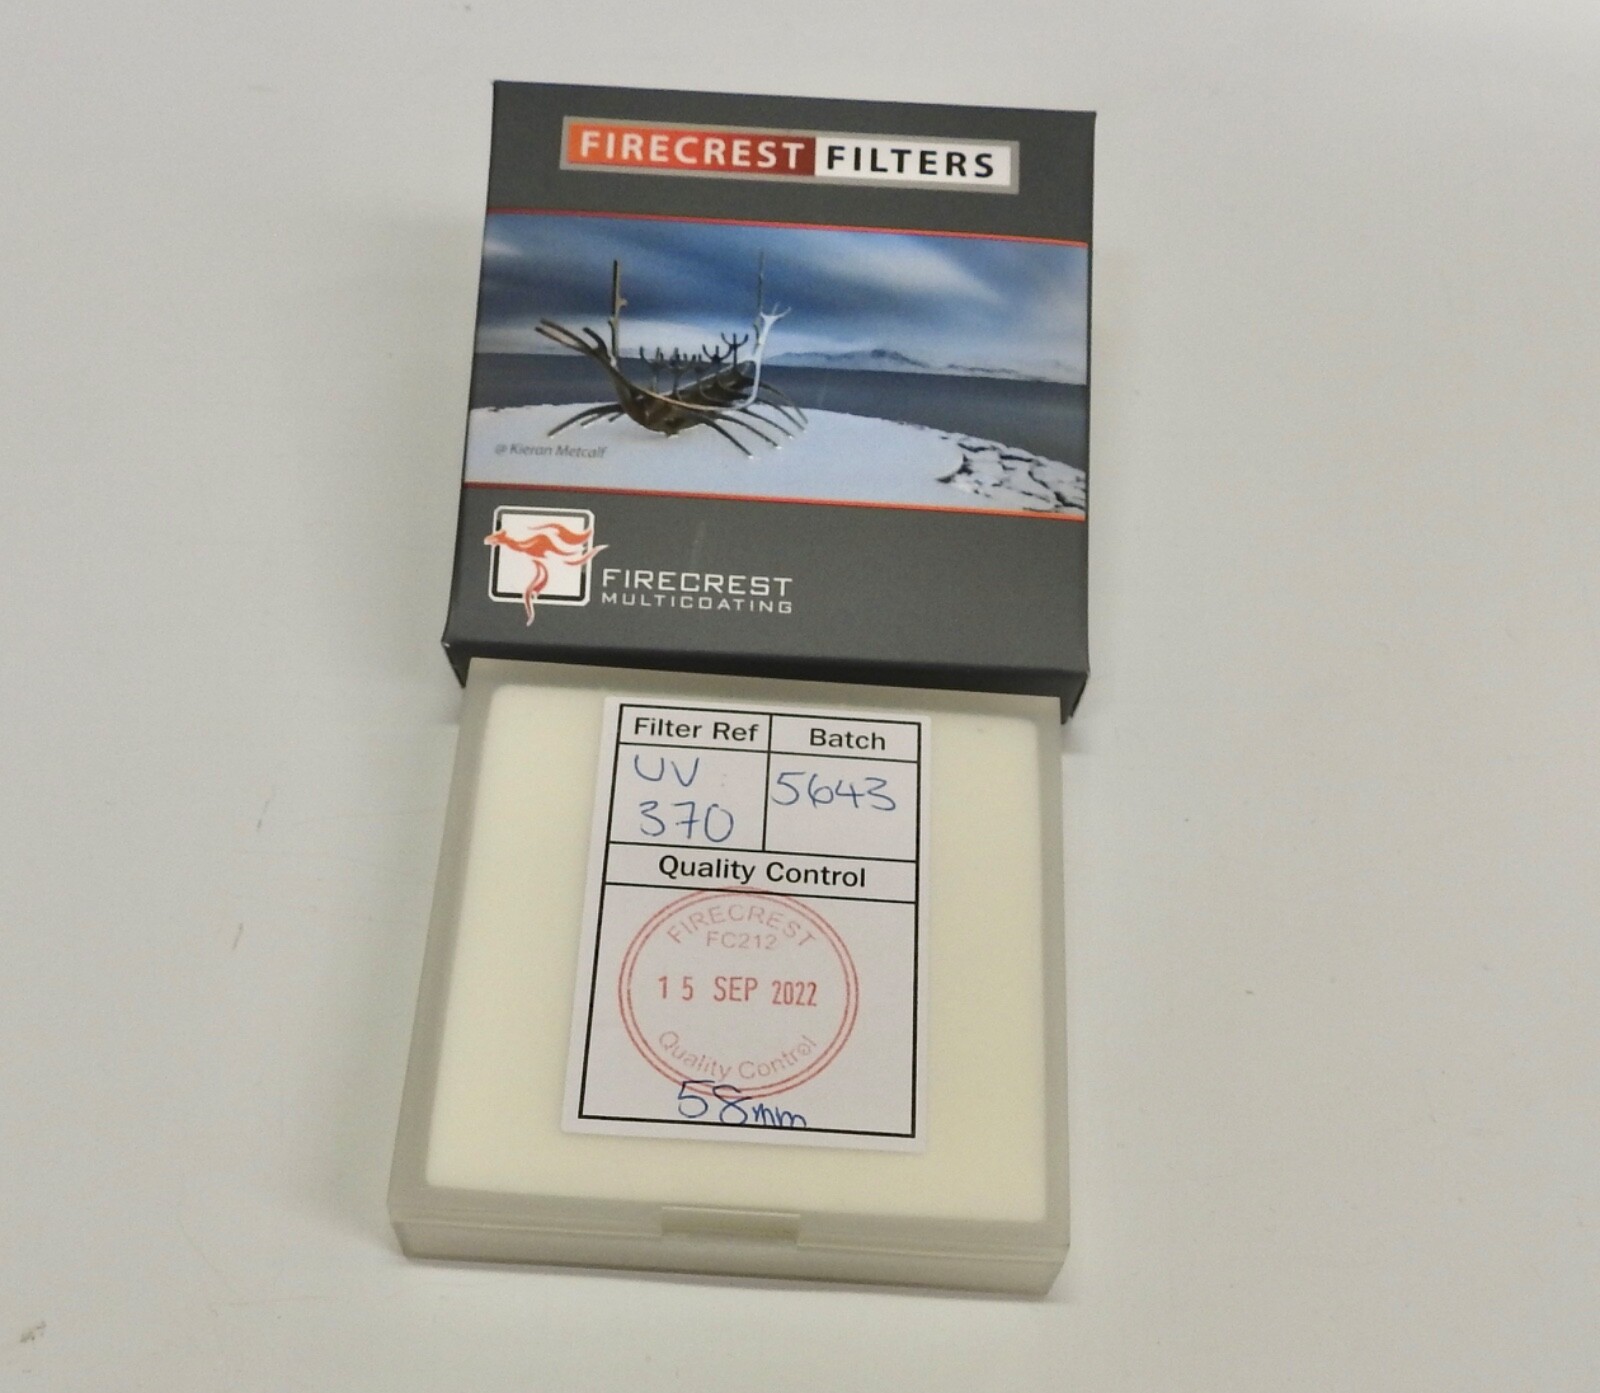 FIRECREST FILTERS
@ Kieran Metcalf
FIRECREST
MULTICOATING
Filter Ref
Batch
UV
370
5643
Quality Control
FIRECREST
FC212
15 SEP 2022
Quality Control
58mm